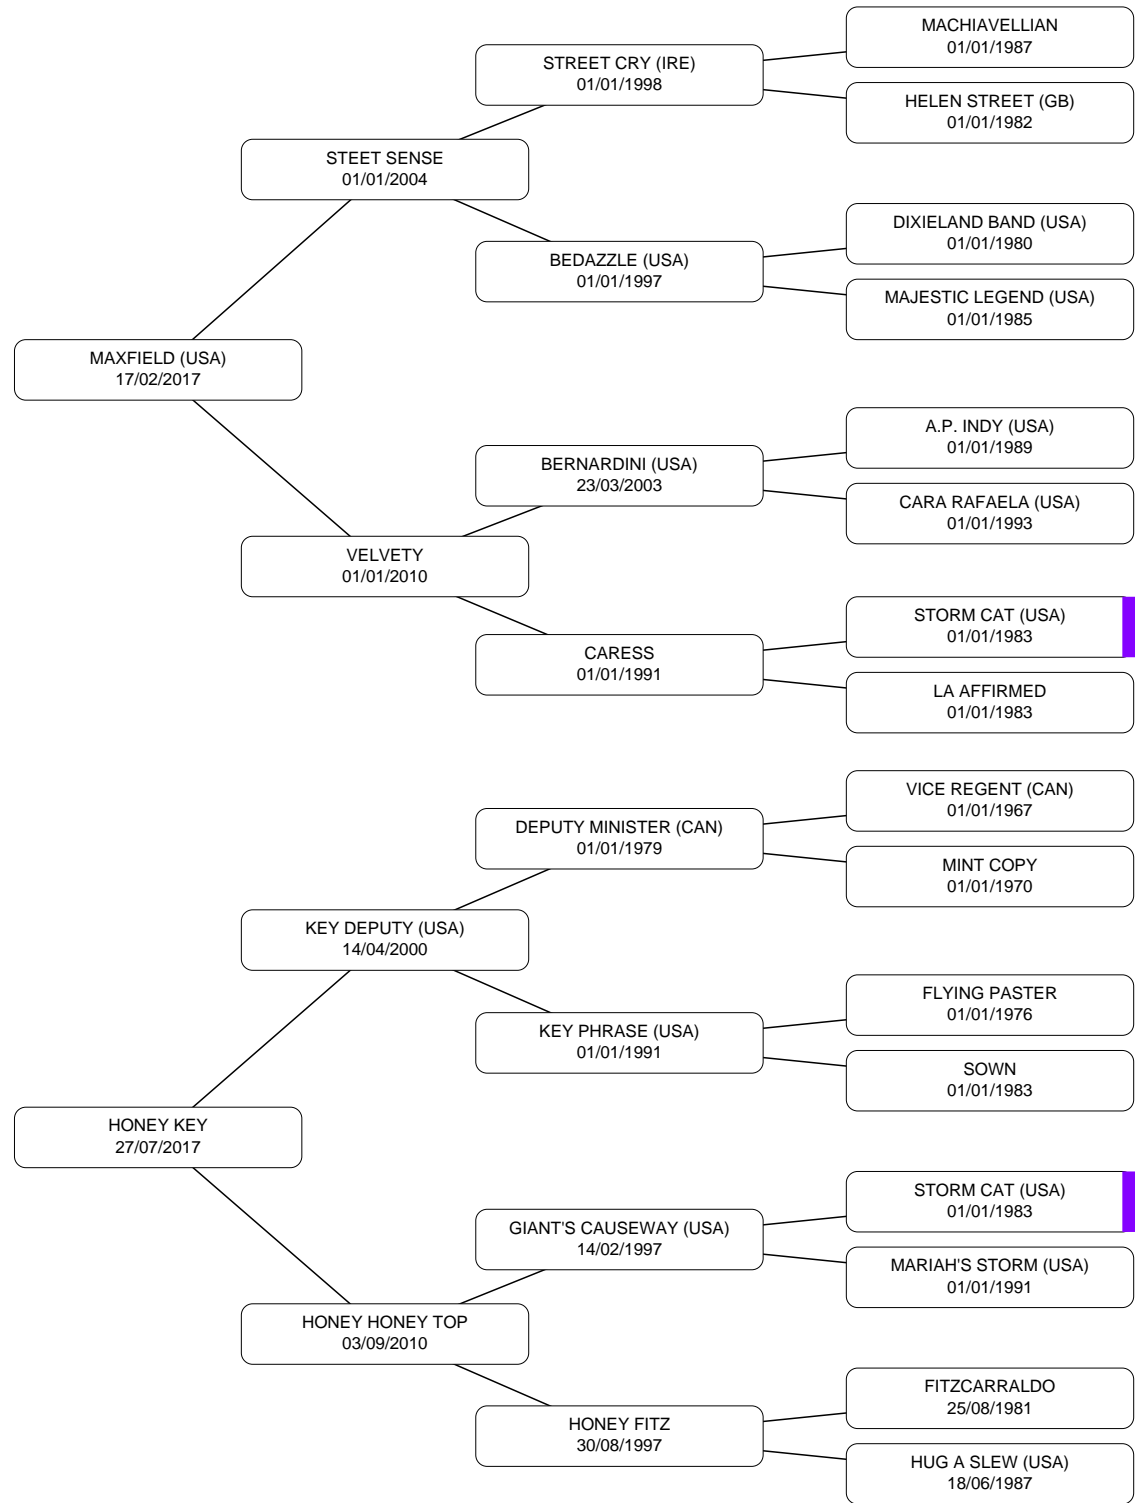 MACHIAVELLIAN
01/01/1987
STREET CRY (IRE)
01/01/1998
HELEN STREET (GB)
01/01/1982
STEET SENSE
01/01/2004
DIXIELAND BAND (USA)
01/01/1980
BEDAZZLE (USA)
01/01/1997
MAJESTIC LEGEND (USA)
01/01/1985
MAXFIELD (USA)
17/02/2017
A.P. INDY (USA)
01/01/1989
BERNARDINI (USA)
23/03/2003
CARA RAFAELA (USA)
01/01/1993
VELVETY
01/01/2010
STORM CAT (USA)
01/01/1983
CARESS
01/01/1991
LA AFFIRMED
01/01/1983
VICE REGENT (CAN)
01/01/1967
DEPUTY MINISTER (CAN)
01/01/1979
MINT COPY
01/01/1970
KEY DEPUTY (USA)
14/04/2000
FLYING PASTER
01/01/1976
KEY PHRASE (USA)
01/01/1991
SOWN
01/01/1983
HONEY KEY
27/07/2017
STORM CAT (USA)
01/01/1983
GIANT'S CAUSEWAY (USA)
14/02/1997
MARIAH'S STORM (USA)
01/01/1991
HONEY HONEY TOP
03/09/2010
FITZCARRALDO
25/08/1981
HONEY FITZ
30/08/1997
HUG A SLEW (USA)
18/06/1987